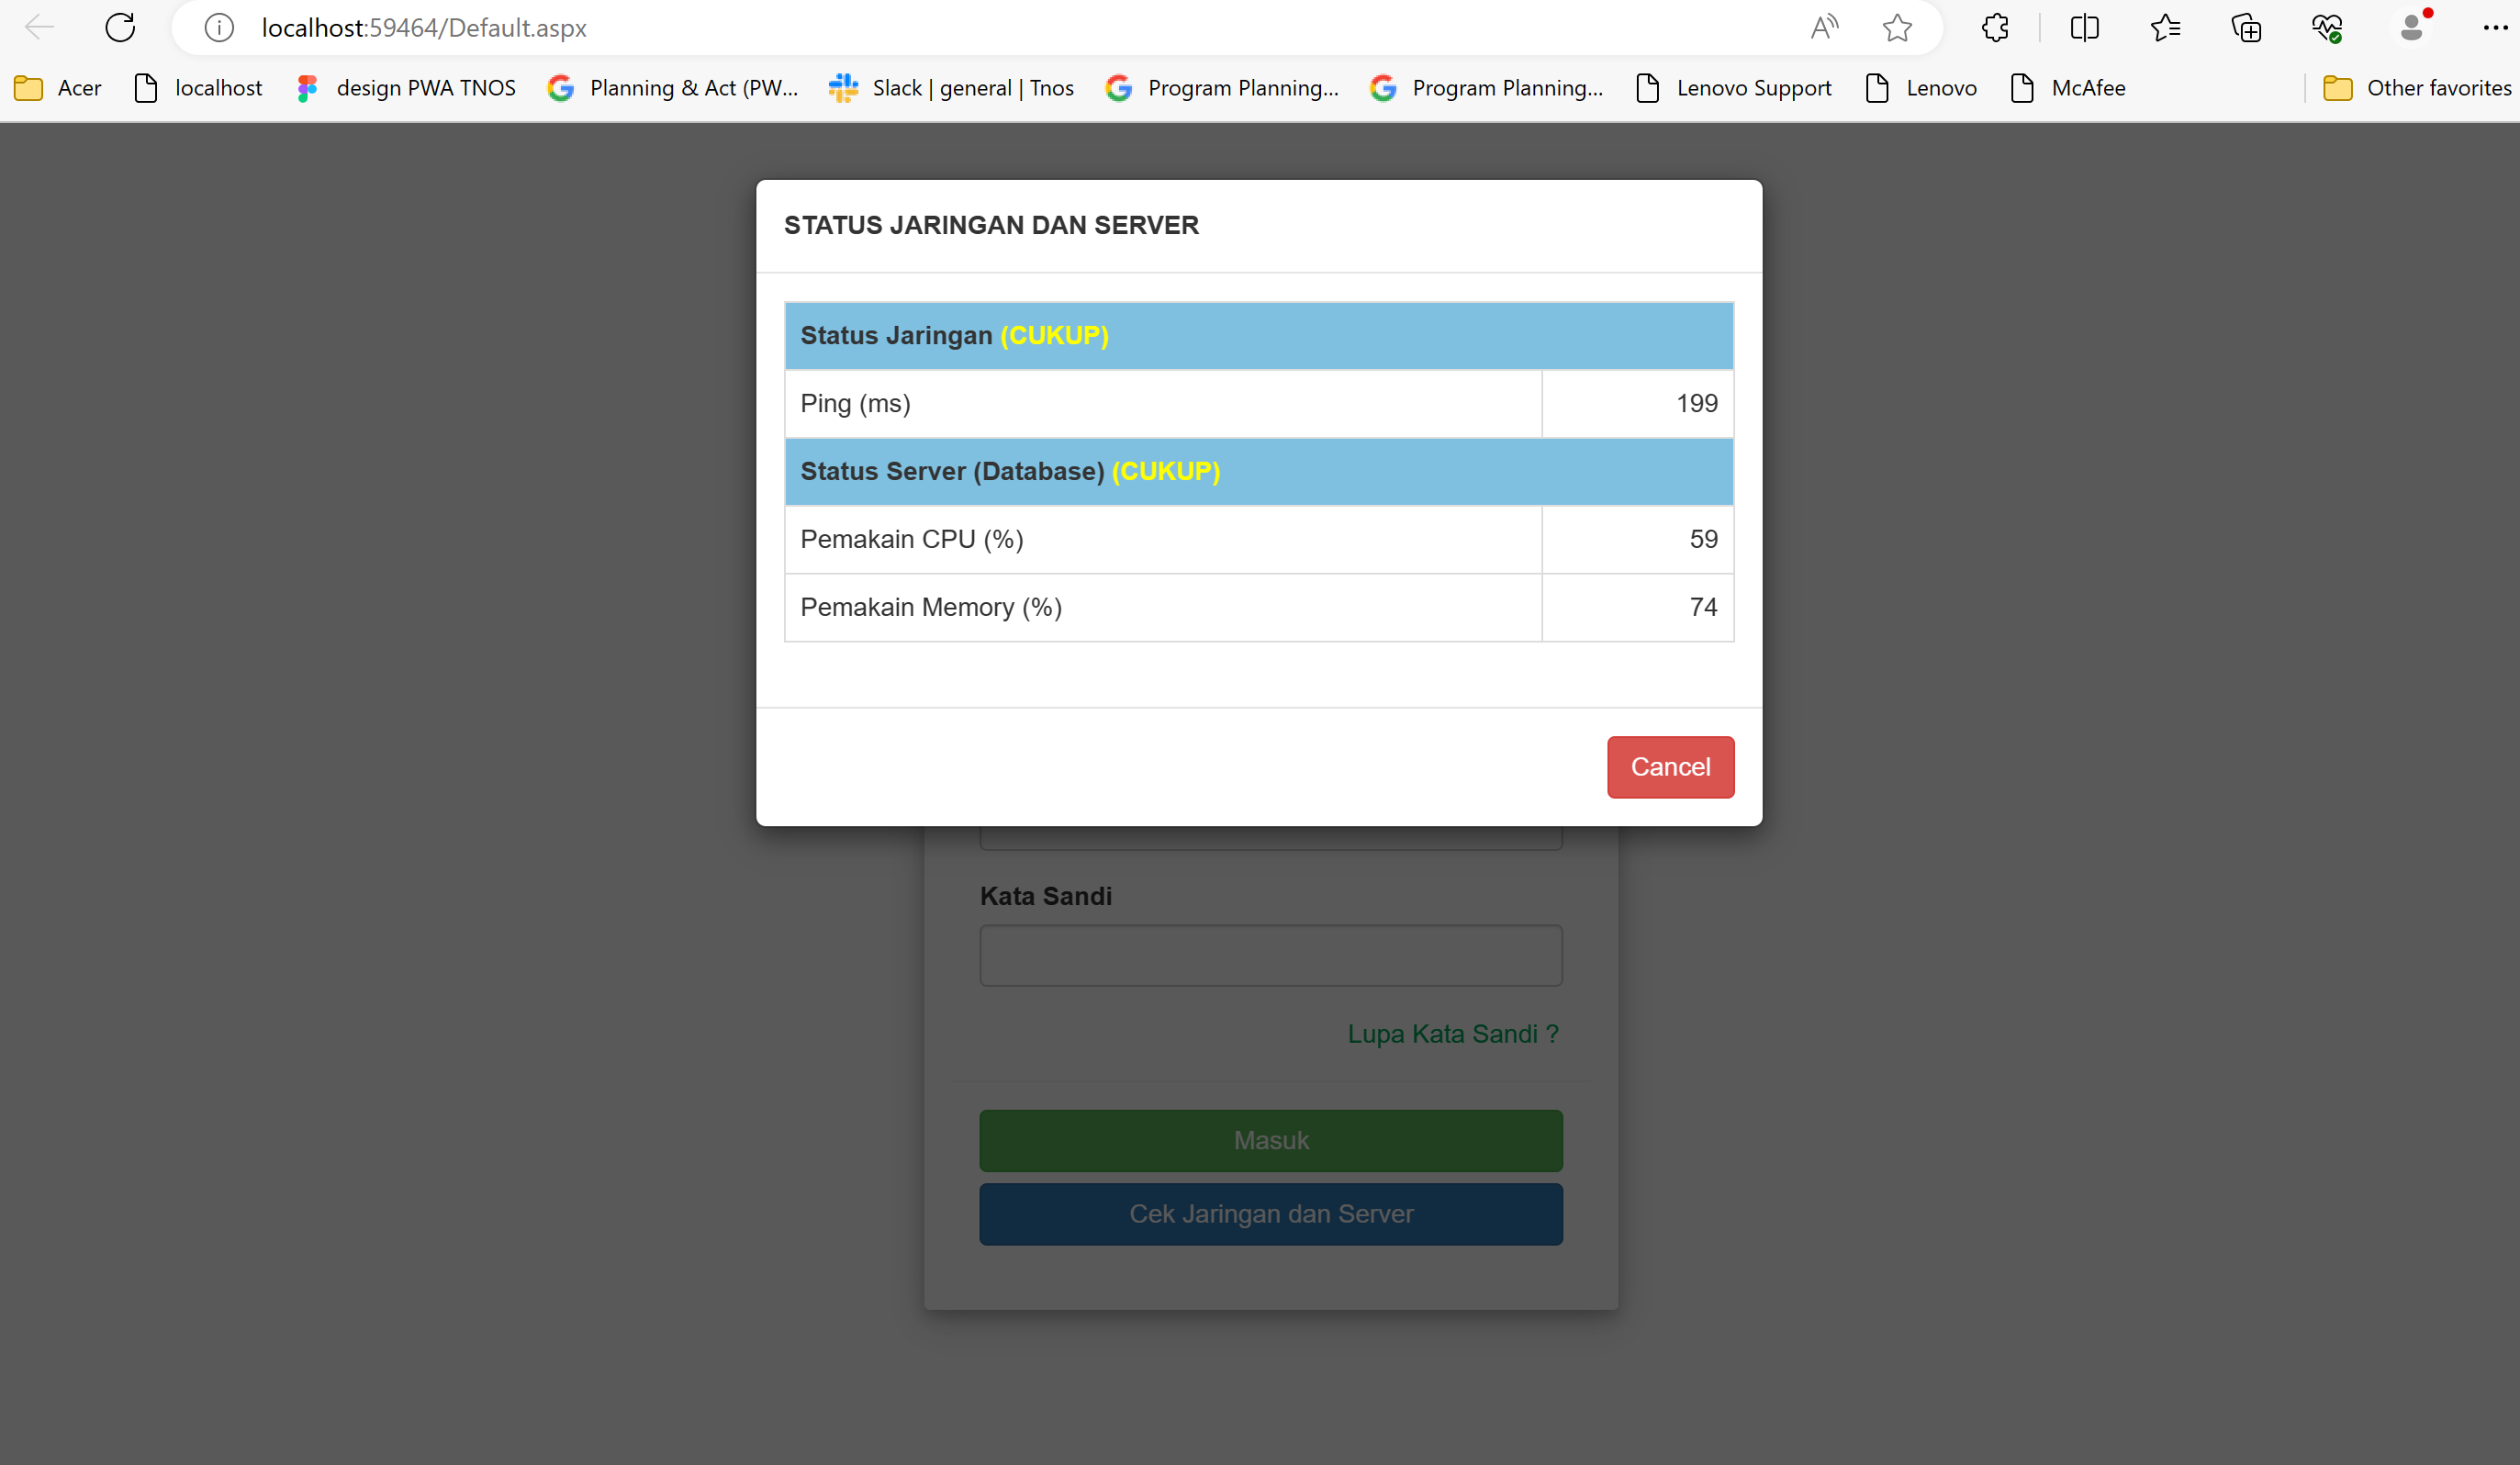 localhost:59464/Default.aspx
Acer localhost design PWA TNOS Planning & Act (PW... Slack | general | Tnos Program Planning... Program Planning... Lenovo Support Lenovo McAfee Other favorites
STATUS JARINGAN DAN SERVER
Status Jaringan (CUKUP)
Ping (ms) 199
Status Server (Database) (CUKUP)
Pemakain CPU (%) 59
Pemakain Memory (%) 74
Cancel
Kata Sandi
Lupa Kata Sandi ?
Masuk
Cek Jaringan dan Server